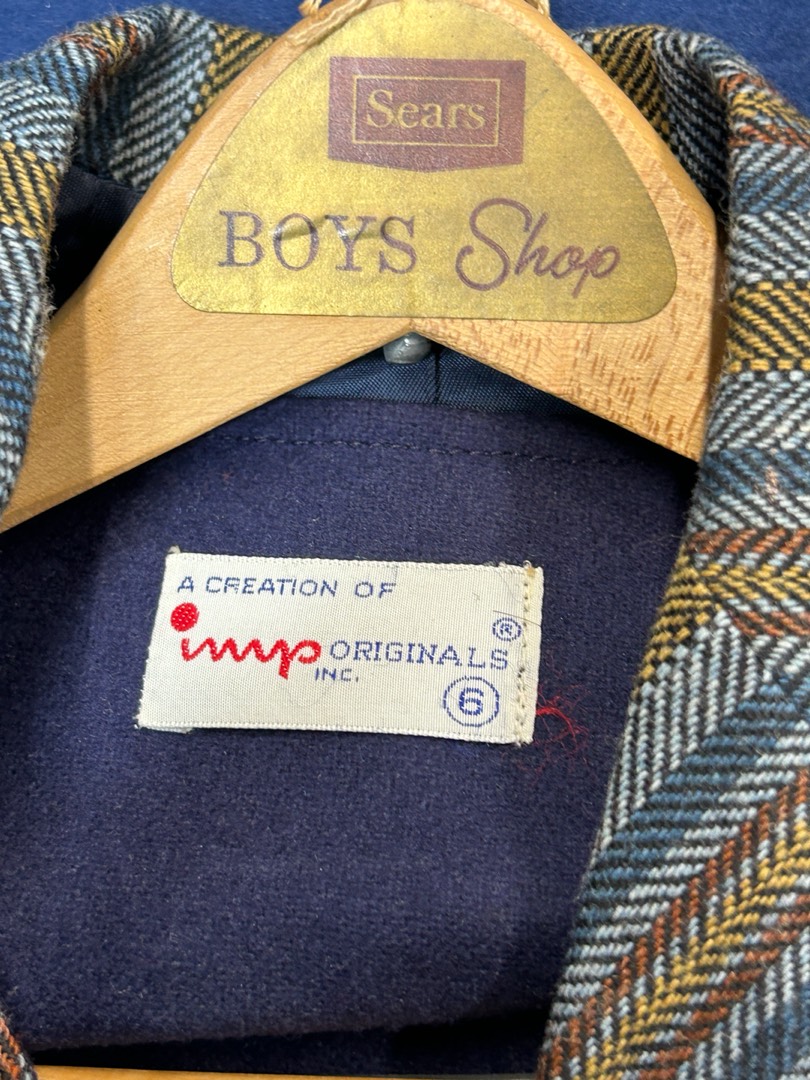 Sears
BOYS Shop
A CREATION OF
imp ORIGINALS ®
INC.
6